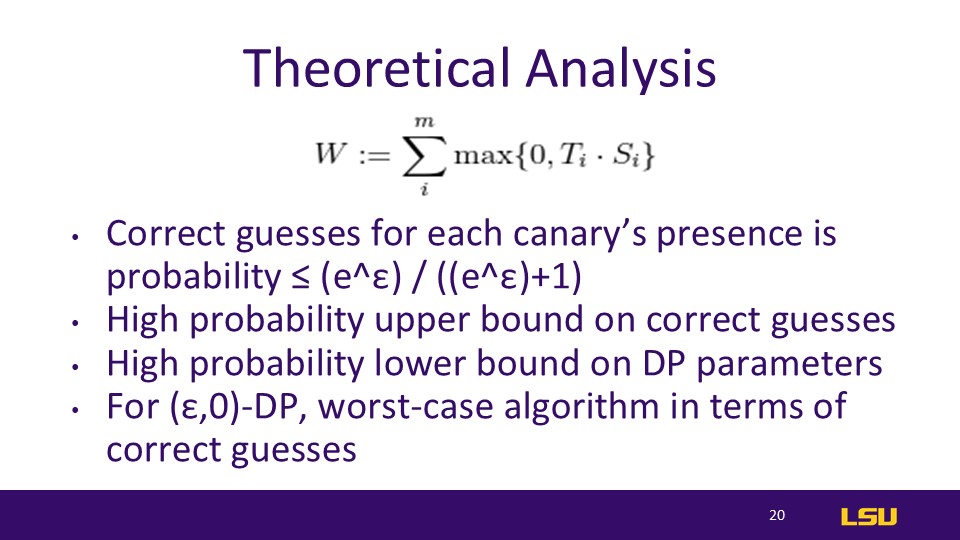 Theoretical Analysis
W := ∑_i^m max{0, T_i · S_i}
• Correct guesses for each canary’s presence is
probability ≤ (e^ε) / ((e^ε)+1)
• High probability upper bound on correct guesses
• High probability lower bound on DP parameters
• For (ε,0)-DP, worst-case algorithm in terms of
correct guesses
20
LSU